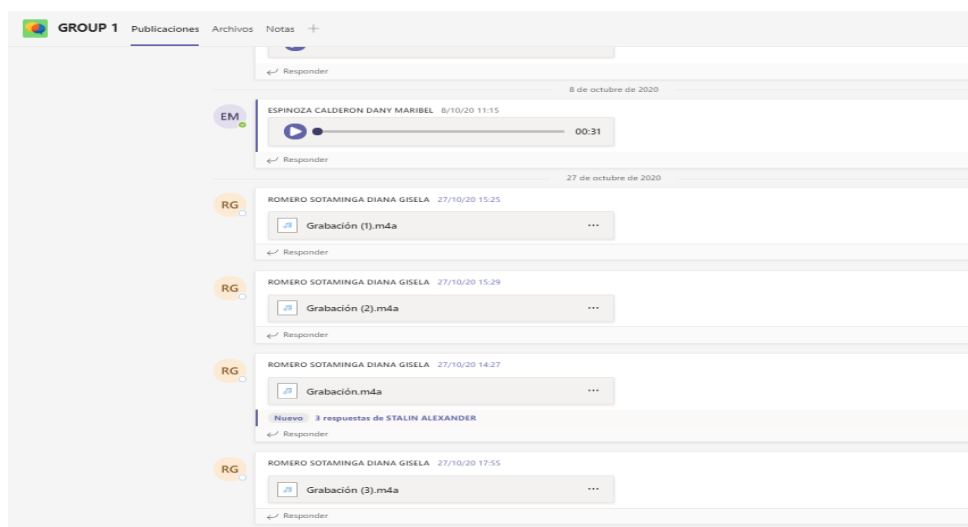 GROUP 1 Publicaciones Archivos Notas
Responder
8 de octubre de 2020
EM
ESPINOZA CALDERON DANY MARIBEL 8/10/20 11:15
00:31
Responder
27 de octubre de 2020
RG
ROMERO SOTAMINGA DIANA GISELA 27/10/20 15:25
Grabación (1).m4a
Responder
RG
ROMERO SOTAMINGA DIANA GISELA 27/10/20 15:29
Grabación (2).m4a
Responder
RG
ROMERO SOTAMINGA DIANA GISELA 27/10/20 14:27
Grabación.m4a
Nuevo 3 respuestas de STALIN ALEXANDER
Responder
RG
ROMERO SOTAMINGA DIANA GISELA 27/10/20 17:55
Grabación (3).m4a
Responder